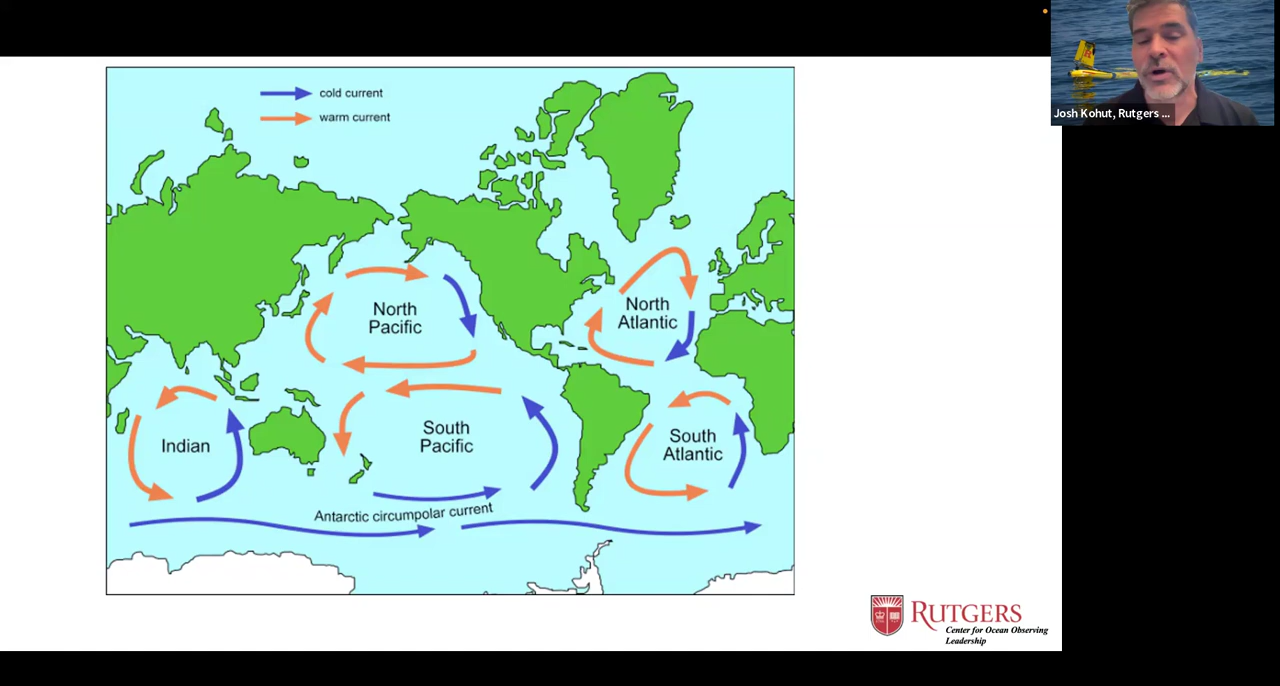 cold current
warm current
Josh Kohut, Rutgers ...
North
Pacific
North
Atlantic
Indian
South
Pacific
South
Atlantic
Antarctic circumpolar current
RUTGERS
Center for Ocean Observing
Leadership